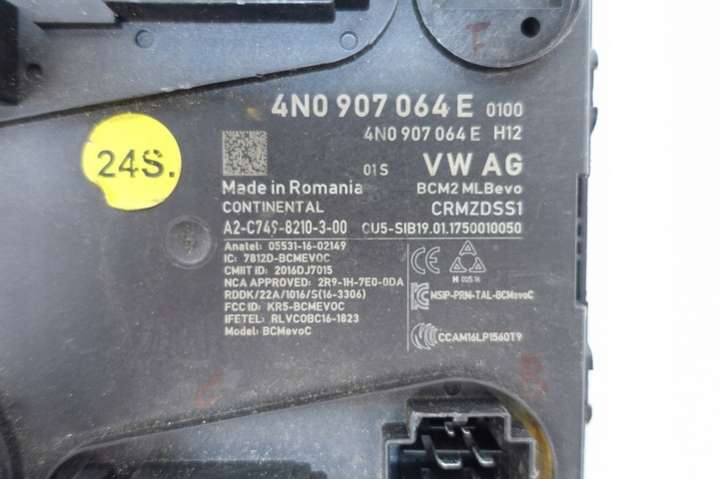 4N0 907 064 E 0100
4N0 907 064 E H12
24S.
01S VW AG
Made in Romania BCM2 MLBevo
CONTINENTAL CRMZDSS1
A2-C749-8210-3-00 CU5-SIB19.01.1750010050
Anatel: 05531-16-02149
IC: 7812D-BCMEVOC
CMIIT ID: 2016DJ7015
NCA APPROVED: 2R9-1H-7E0-0DA
RDDK/22A/1016/S(16-3306)
FCC ID: KR5-BCMEVOC
IFETEL: RLVCOBC16-1823
Model: BCMevoC
CE
MSIP-PRM-TAL-BCMevoC
CCAM16LP1560T9